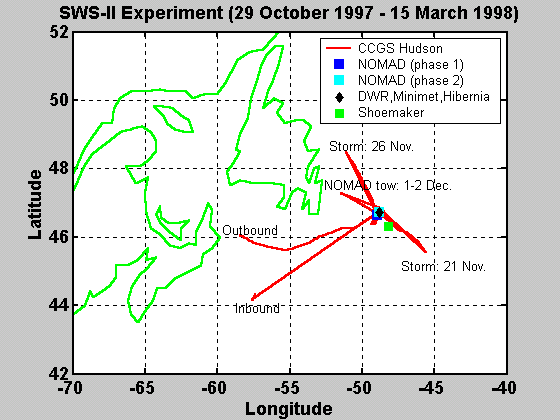 SWS-II Experiment (29 October 1997 - 15 March 1998)
52
50
48
46
44
42
Latitude
CCGS Hudson
NOMAD (phase 1)
NOMAD (phase 2)
DWR,Minimet,Hibernia
Shoemaker
Storm: 26 Nov.
NOMAD tow: 1-2 Dec.
Outbound
Storm: 21 Nov.
Inbound
-70 -65 -60 -55 -50 -45 -40
Longitude